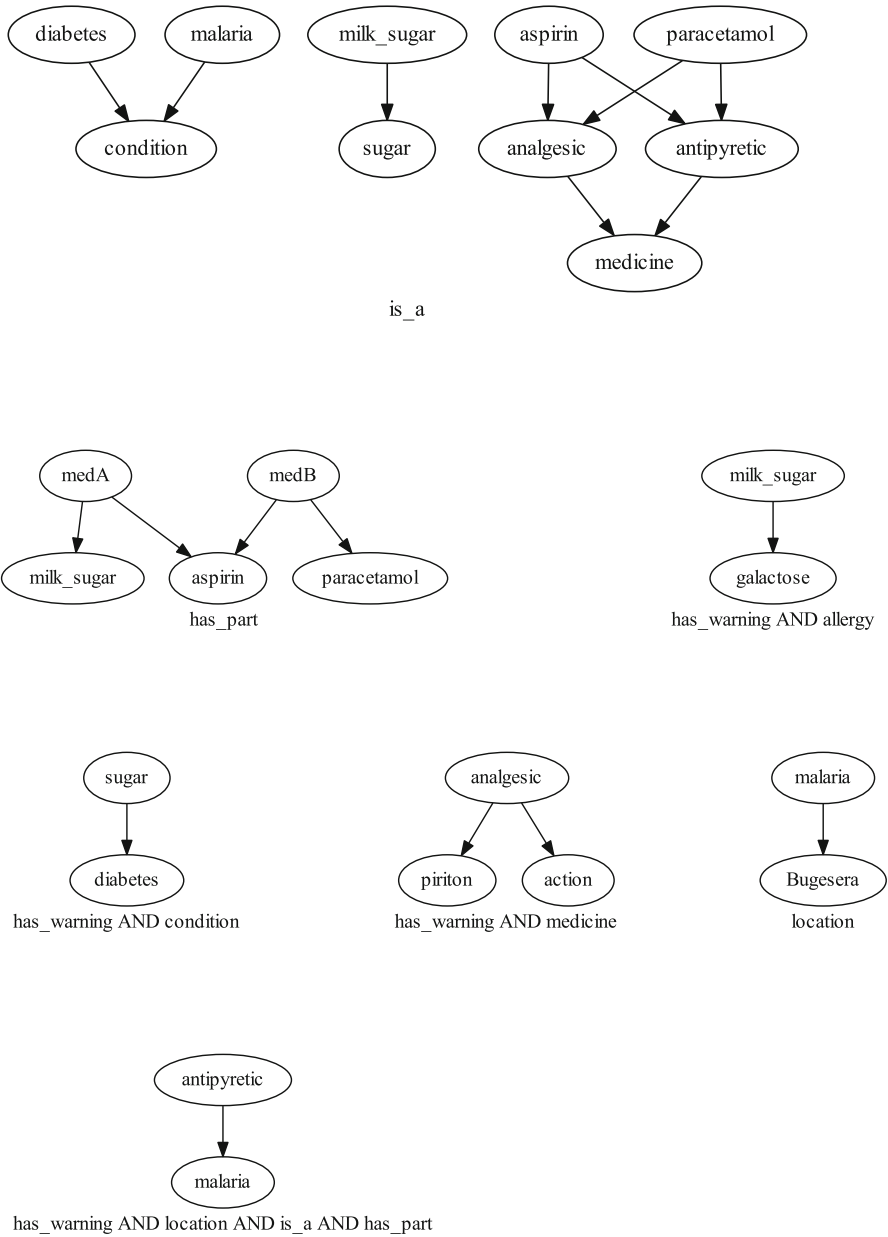 diabetes malaria milk_sugar aspirin paracetamol
condition sugar analgesic antipyretic
medicine
is_a
medA medB milk_sugar
milk_sugar aspirin paracetamol galactose
has_part has_warning AND allergy
sugar analgesic malaria
diabetes piriton action Bugesera
has_warning AND condition has_warning AND medicine location
antipyretic
malaria
has_warning AND location AND is_a AND has_part